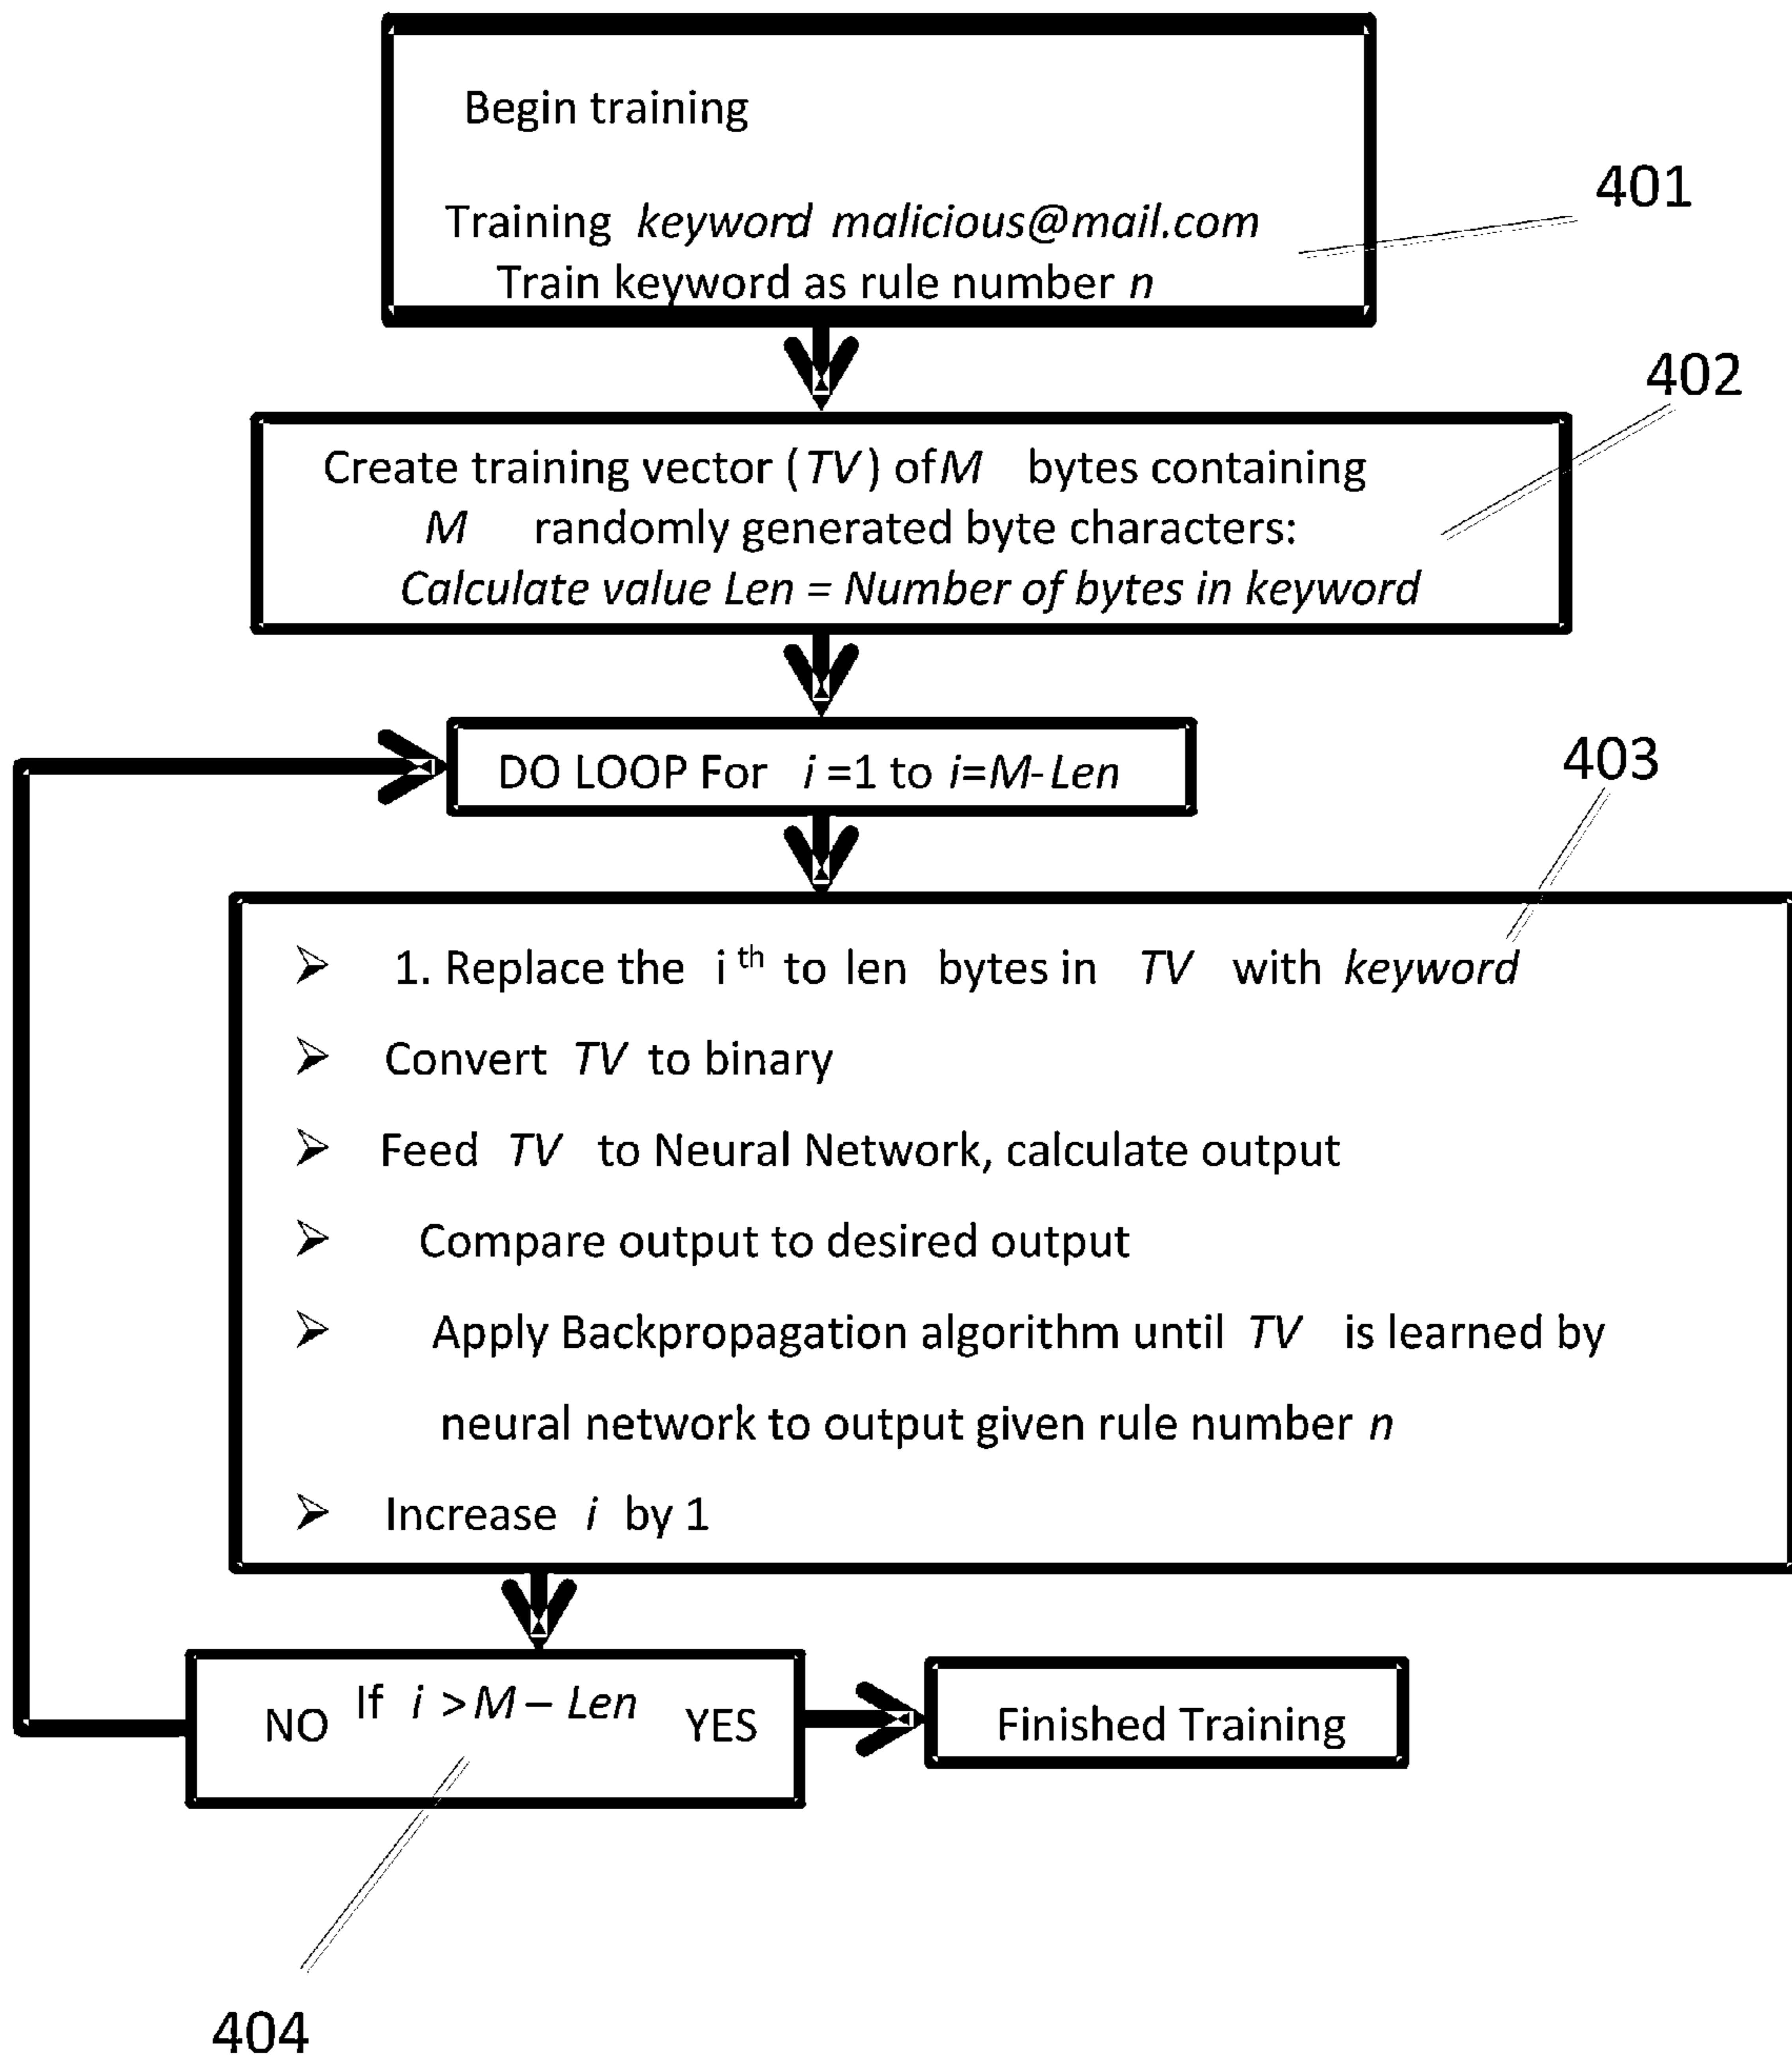 Begin training
Training keyword malicious@mail.com
Train keyword as rule number n
401
Create training vector (TV) of M bytes containing
M randomly generated byte characters:
Calculate value Len = Number of bytes in keyword
402
DO LOOP For i =1 to i=M-Len
403
➢ 1. Replace the i th to len bytes in TV with keyword
➢ Convert TV to binary
➢ Feed TV to Neural Network, calculate output
➢ Compare output to desired output
➢ Apply Backpropagation algorithm until TV is learned by
neural network to output given rule number n
➢ Increase i by 1
NO If i >M – Len YES
Finished Training
404